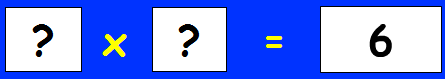 ? x ? = 6